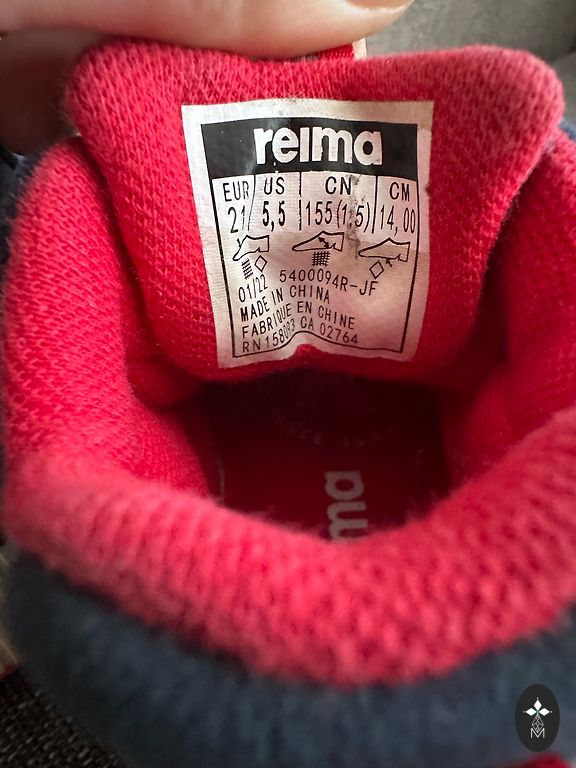 reima
EUR US CN CM
21 5,5 155(1,5) 14,00
01/22 5400094R-JF
MADE IN CHINA
FABRIQUE EN CHINE
RN 158083 CA 02764
ma
M